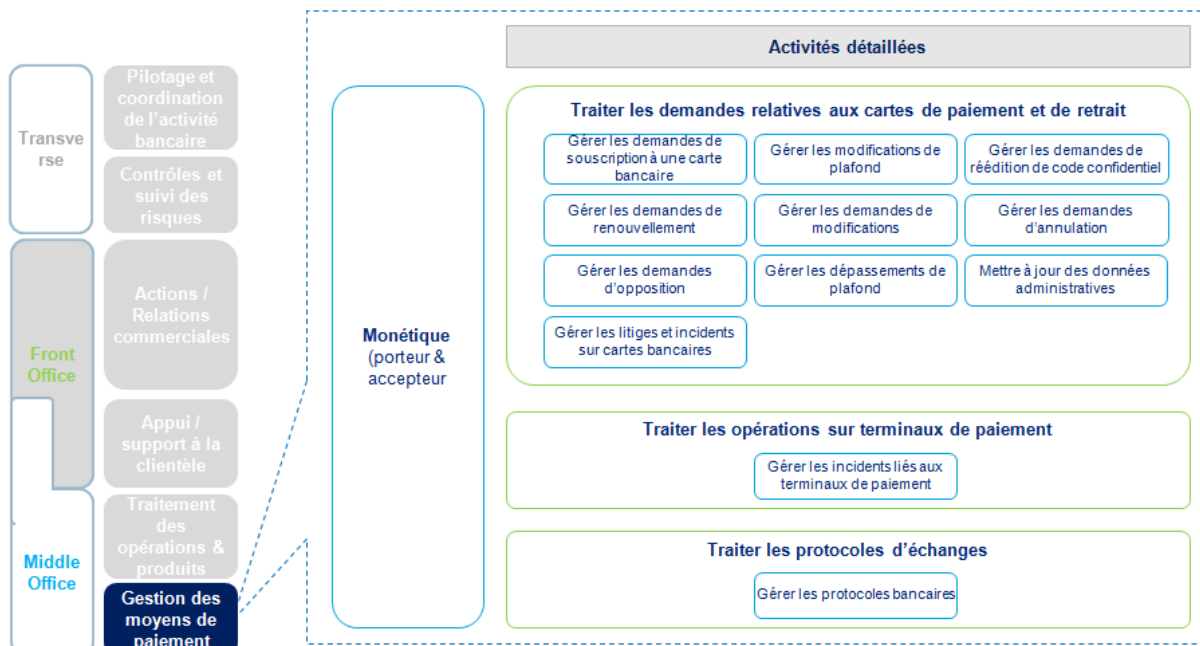 Activités détaillées
Transve
rse
Pilotage et
coordination
de l'activité
bancaire
Contrôles et
suivi des
risques
Front
Office
Actions /
Relations
commerciales
Appui /
support à la
clientèle
Middle
Office
Traitement
des
opérations &
produits
Gestion des
moyens de
paiement
Monétique
(porteur &
accepteur
Traiter les demandes relatives aux cartes de paiement et de retrait
Gérer les demandes de
souscription à une carte
bancaire
Gérer les modifications de
plafond
Gérer les demandes de
réédition de code confidentiel
Gérer les demandes de
renouvellement
Gérer les demandes de
modifications
Gérer les demandes
d'annulation
Gérer les demandes
d'opposition
Gérer les dépassements de
plafond
Mettre à jour des données
administratives
Gérer les litiges et incidents
sur cartes bancaires
Traiter les opérations sur terminaux de paiement
Gérer les incidents liés aux
terminaux de paiement
Traiter les protocoles d'échanges
Gérer les protocoles bancaires